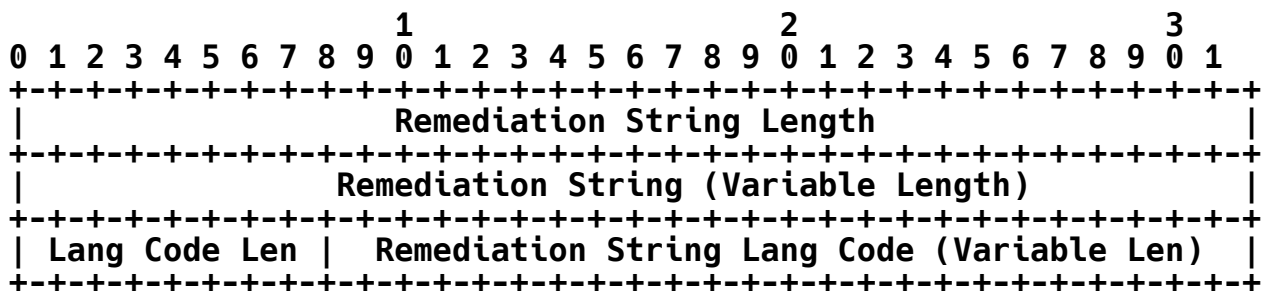 1                   2                   3
0 1 2 3 4 5 6 7 8 9 0 1 2 3 4 5 6 7 8 9 0 1 2 3 4 5 6 7 8 9 0 1
+-+-+-+-+-+-+-+-+-+-+-+-+-+-+-+-+-+-+-+-+-+-+-+-+-+-+-+-+-+-+-+-+
|                   Remediation String Length                   |
+-+-+-+-+-+-+-+-+-+-+-+-+-+-+-+-+-+-+-+-+-+-+-+-+-+-+-+-+-+-+-+-+
|                Remediation String (Variable Length)           |
+-+-+-+-+-+-+-+-+-+-+-+-+-+-+-+-+-+-+-+-+-+-+-+-+-+-+-+-+-+-+-+-+
| Lang Code Len |  Remediation String Lang Code (Variable Len)  |
+-+-+-+-+-+-+-+-+-+-+-+-+-+-+-+-+-+-+-+-+-+-+-+-+-+-+-+-+-+-+-+-+